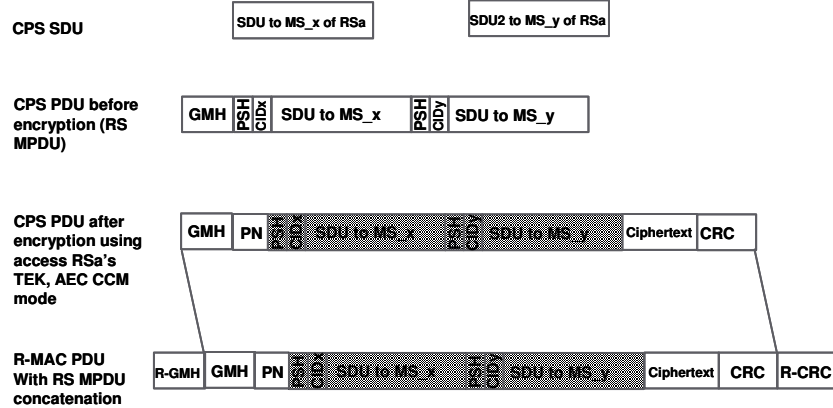 CPS SDU
SDU to MS_x of RSa
SDU2 to MS_y of RSa
CPS PDU before
encryption (RS
MPDU)
GMH PSH CIDx SDU to MS_x PSH CIDy SDU to MS_y
CPS PDU after
encryption using
access RSa's
TEK, AEC CCM
mode
GMH PN PSH CIDx SDU to MS_x PSH CIDy SDU to MS_y Ciphertext CRC
R-MAC PDU
With RS MPDU
concatenation
R-GMH GMH PN PSH CIDx SDU to MS_x PSH CIDy SDU to MS_y Ciphertext CRC R-CRC